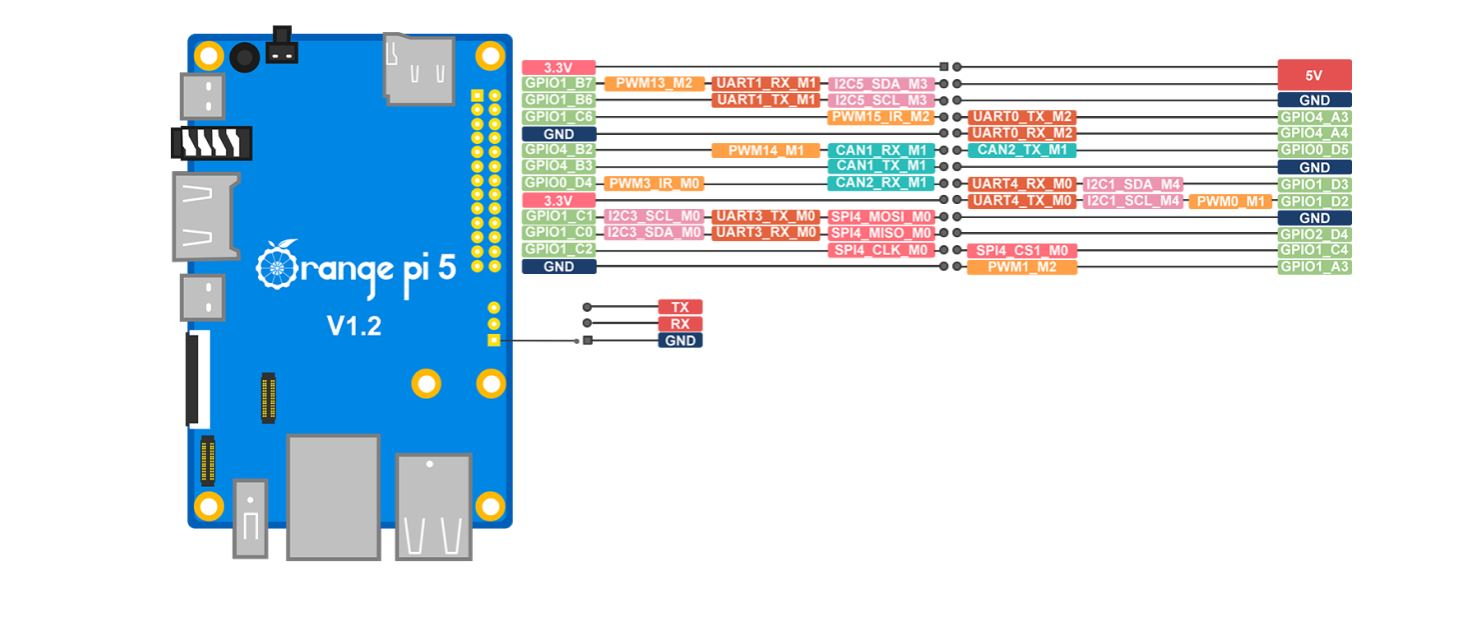 3.3V
5V
GPIO1_B7 PWM13_M2 UART1_RX_M1 I2C5_SDA_M3
GPIO1_B6 UART1_TX_M1 I2C5_SCL_M3 GND
GPIO1_C6 PWM15_IR_M2 UART0_TX_M2 GPIO4_A3
GND UART0_RX_M2 GPIO4_A4
GPIO4_B2 PWM14_M1 CAN1_RX_M1 CAN2_TX_M1 GPIO0_D5
GPIO4_B3 CAN1_TX_M1 GND
GPIO0_D4 PWM3_IR_M0 CAN2_RX_M1 UART4_RX_M0 I2C1_SDA_M4 GPIO1_D3
3.3V UART4_TX_M0 I2C1_SCL_M4 PWM0_M1 GPIO1_D2
GPIO1_C1 I2C3_SCL_M0 UART3_TX_M0 SPI4_MOSI_M0 GND
GPIO1_C0 I2C3_SDA_M0 UART3_RX_M0 SPI4_MISO_M0 GPIO2_D4
GPIO1_C2 SPI4_CLK_M0 SPI4_CS1_M0 GPIO1_C4
GND PWM1_M2 GPIO1_A3
Orange pi 5
V1.2
TX
RX
GND